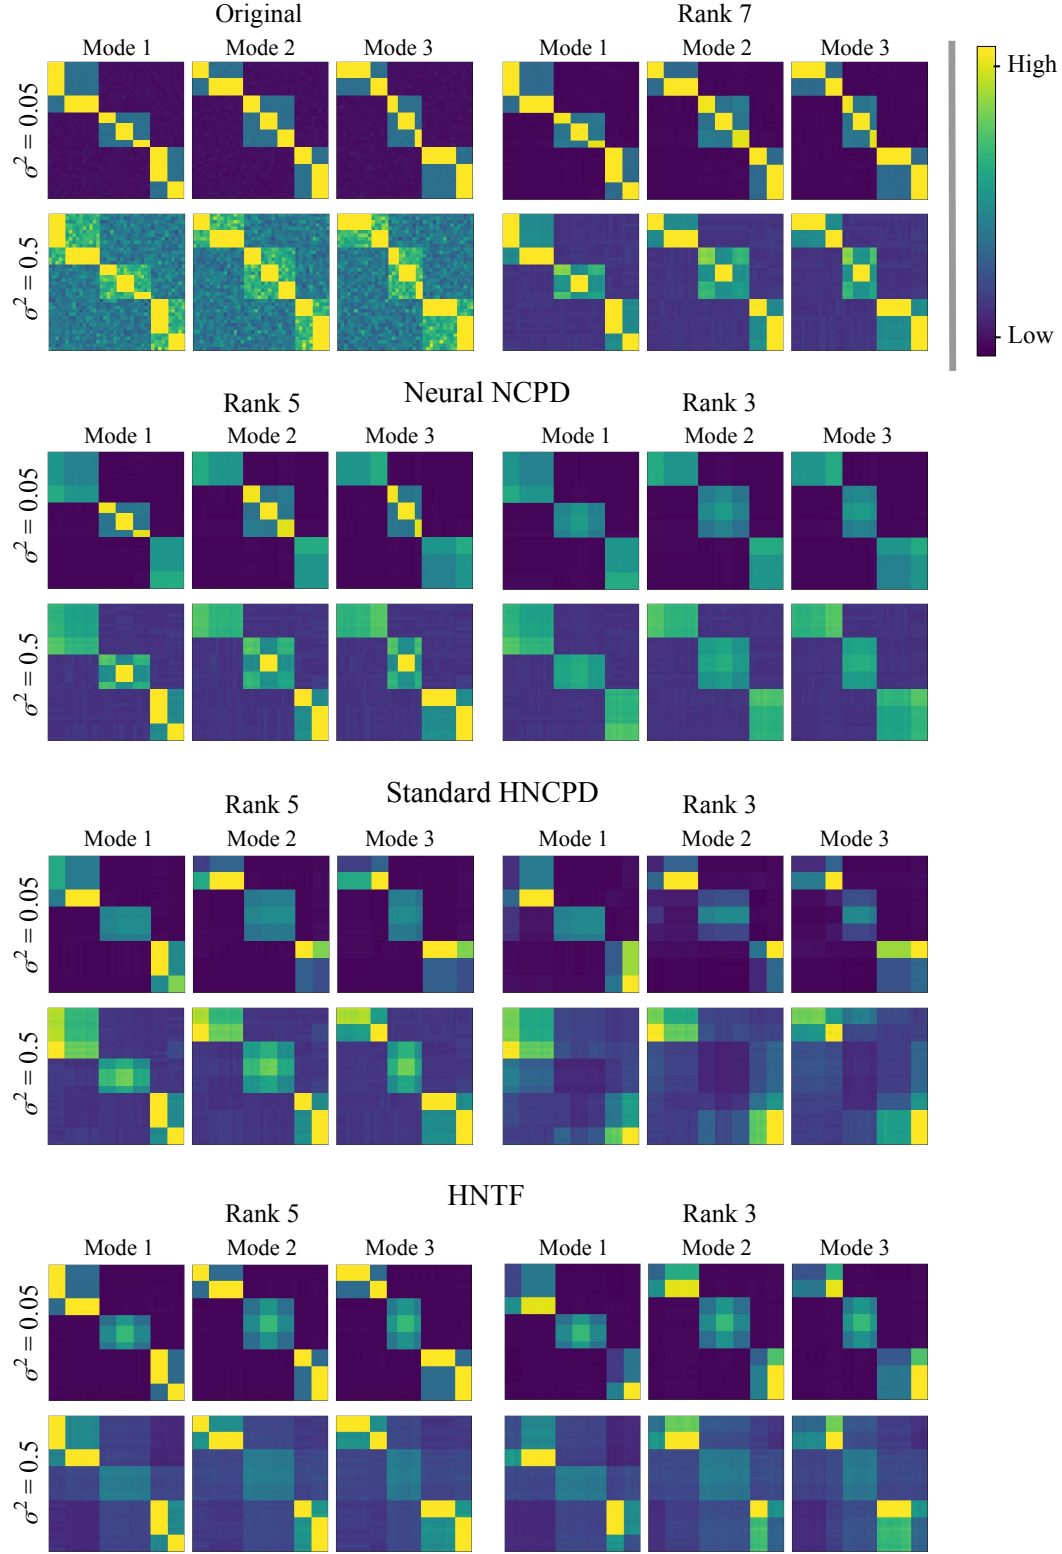 Original Rank 7
Mode 1 Mode 2 Mode 3 Mode 1 Mode 2 Mode 3
High
σ² = 0.05
σ² = 0.5
Low
Neural NCPD
Rank 5 Rank 3
Mode 1 Mode 2 Mode 3 Mode 1 Mode 2 Mode 3
σ² = 0.05
σ² = 0.5
Standard HNCPD
Rank 5 Rank 3
Mode 1 Mode 2 Mode 3 Mode 1 Mode 2 Mode 3
σ² = 0.05
σ² = 0.5
HNTF
Rank 5 Rank 3
Mode 1 Mode 2 Mode 3 Mode 1 Mode 2 Mode 3
σ² = 0.05
σ² = 0.5